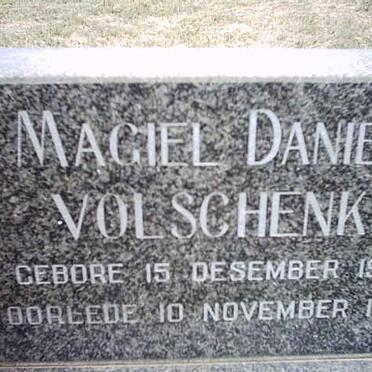 MAGIEL DANIE
VOLSCHENK
GEBORE 15 DESEMBER 19
OORLEDE 10 NOVEMBER 1